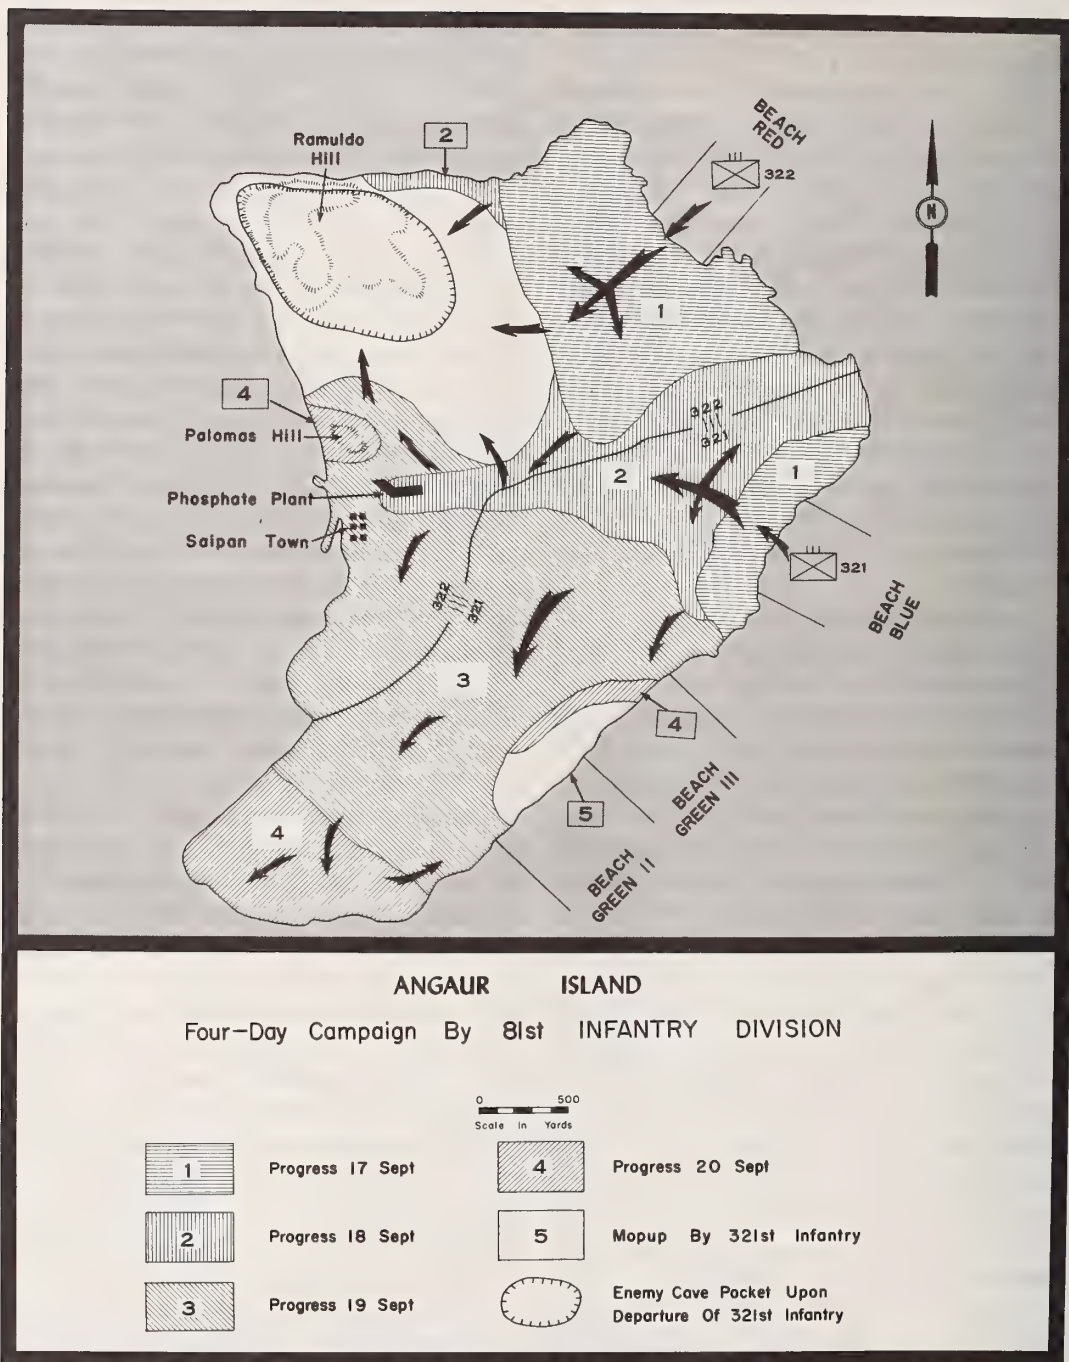 BEACH
RED
322
2
Ramuldo
Hill
N
1
4
322
321
Palomas Hill
2
1
Phosphate Plant
Saipan Town
321
BEACH
BLUE
322
321
3
4
BEACH
GREEN III
5
4
BEACH
GREEN II
ANGAUR ISLAND
Four-Day Campaign By 81st INFANTRY DIVISION
0 500
Scale In Yards
1 Progress 17 Sept
4 Progress 20 Sept
2 Progress 18 Sept
5 Mopup By 321st Infantry
3 Progress 19 Sept
Enemy Cave Pocket Upon
Departure Of 321st Infantry